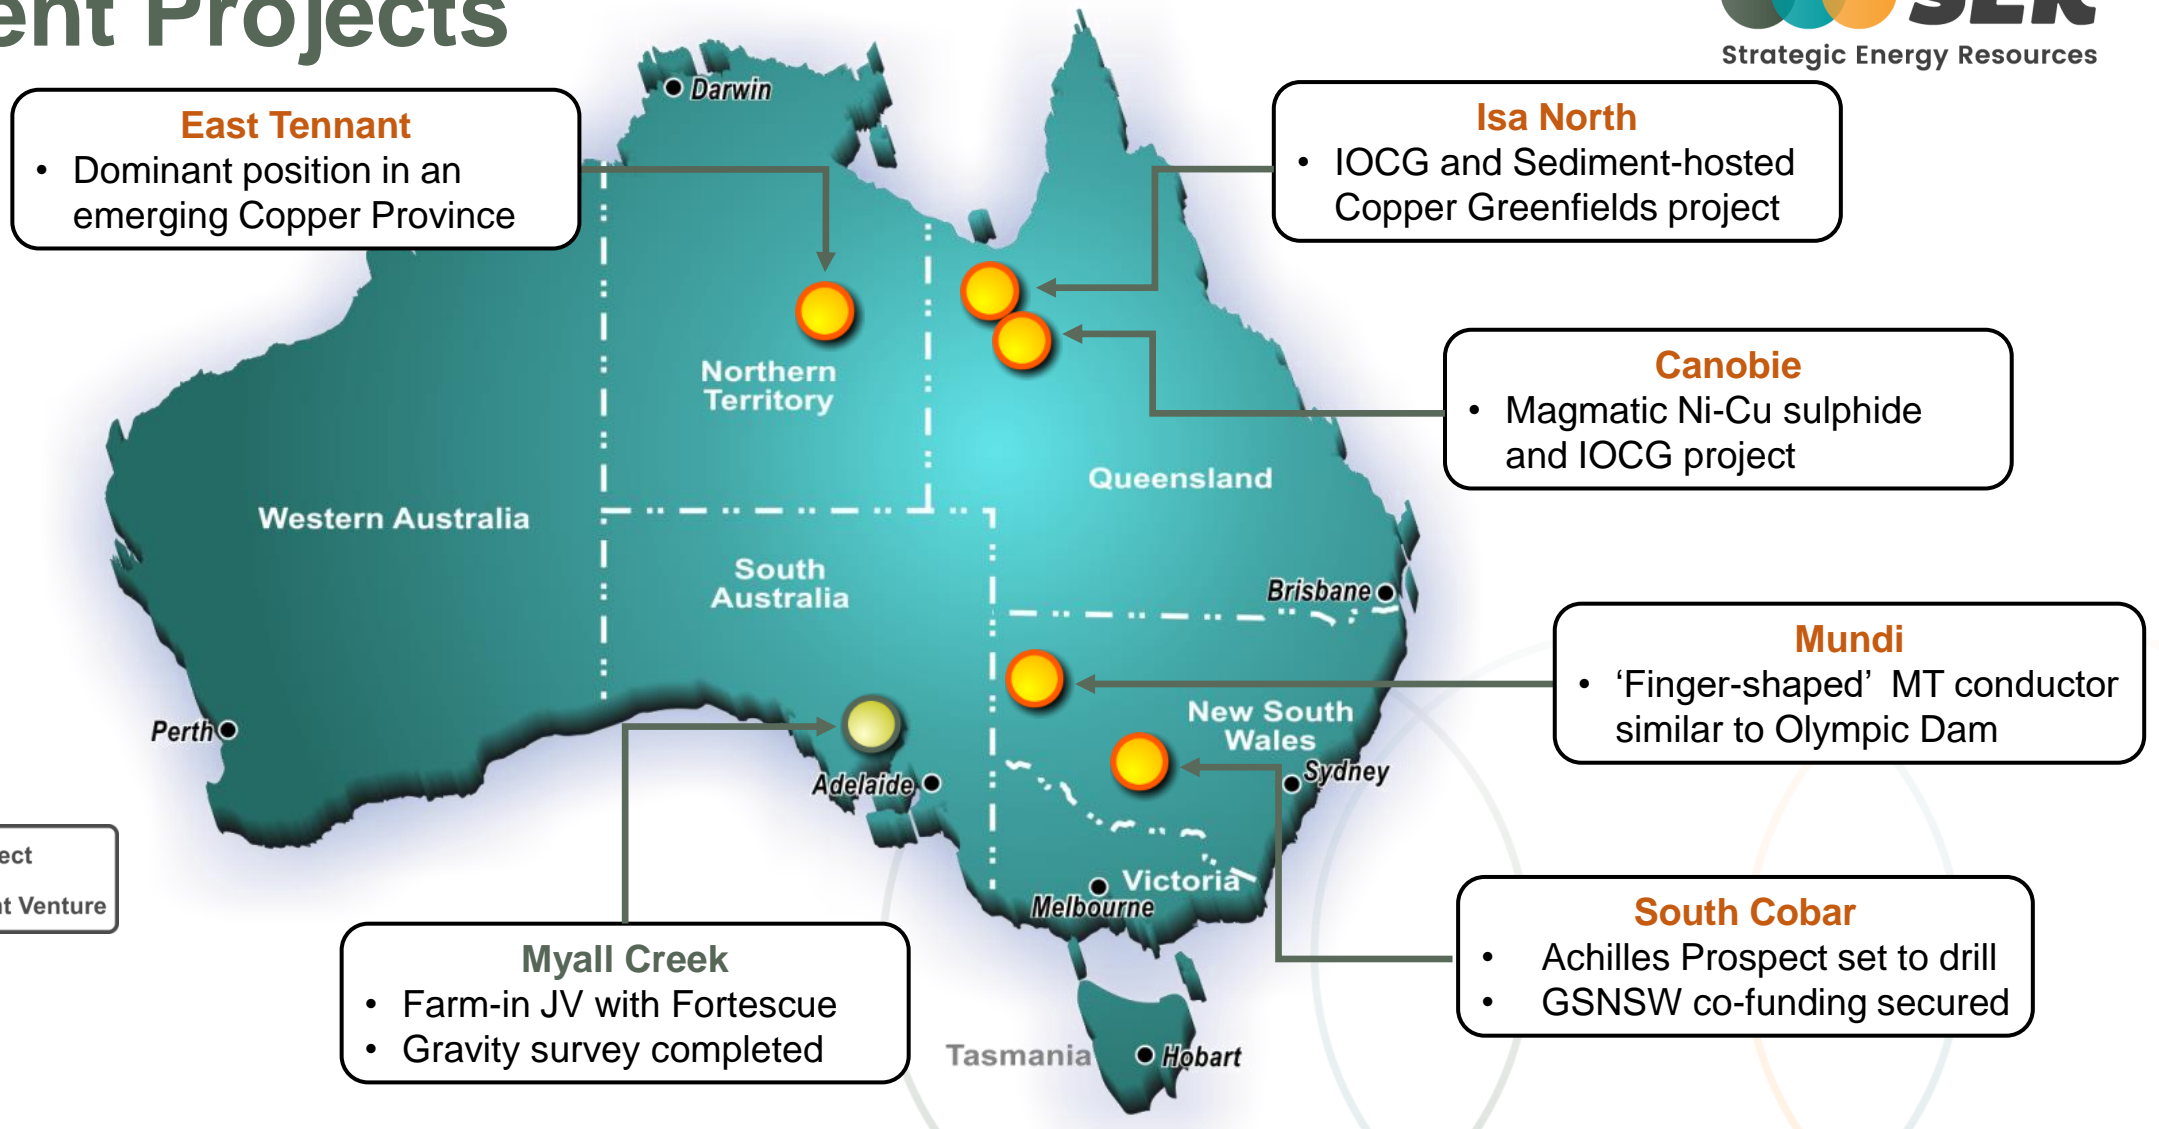 Projects
Strategic Energy Resources
East Tennant
• Dominant position in an
emerging Copper Province
Isa North
• IOCG and Sediment-hosted
Copper Greenfields project
Canobie
• Magmatic Ni-Cu sulphide
and IOCG project
Mundi
• ‘Finger-shaped’ MT conductor
similar to Olympic Dam
South Cobar
• Achilles Prospect set to drill
• GSNSW co-funding secured
Myall Creek
• Farm-in JV with Fortescue
• Gravity survey completed
Darwin
Northern
Territory
Queensland
Western Australia
South
Australia
Brisbane
New South
Wales
Perth
Adelaide
Sydney
Victoria
Melbourne
Tasmania
Hobart
Venture